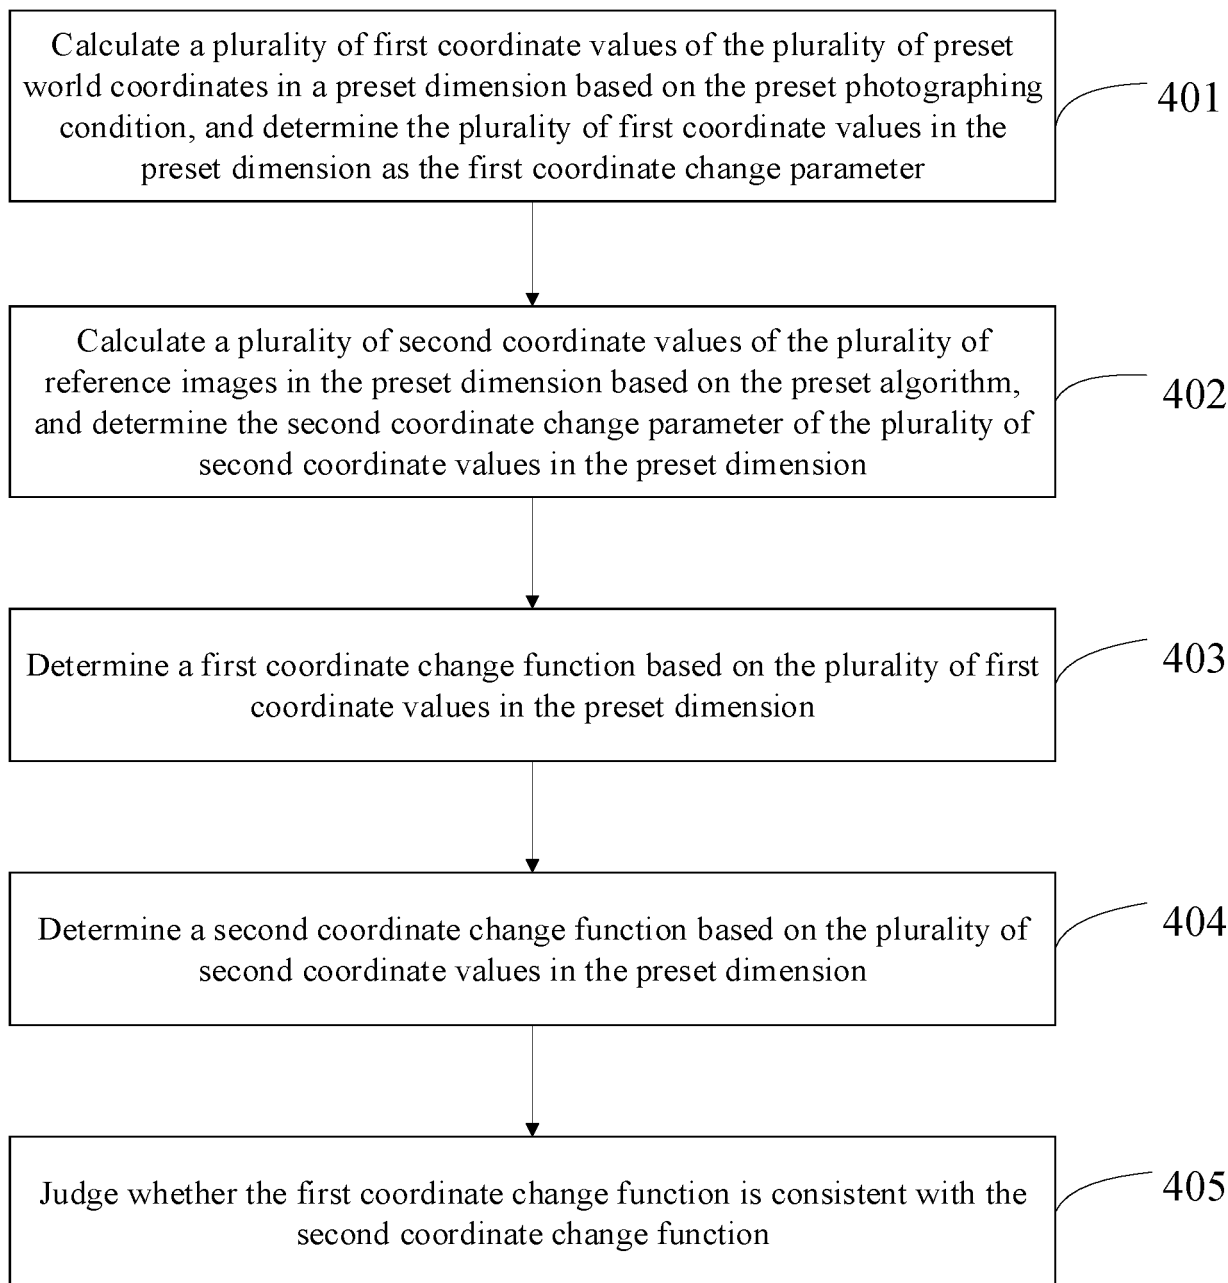 Calculate a plurality of first coordinate values of the plurality of preset
world coordinates in a preset dimension based on the preset photographing
condition, and determine the plurality of first coordinate values in the
preset dimension as the first coordinate change parameter
401
Calculate a plurality of second coordinate values of the plurality of
reference images in the preset dimension based on the preset algorithm,
and determine the second coordinate change parameter of the plurality of
second coordinate values in the preset dimension
402
Determine a first coordinate change function based on the plurality of first
coordinate values in the preset dimension
403
Determine a second coordinate change function based on the plurality of
second coordinate values in the preset dimension
404
Judge whether the first coordinate change function is consistent with the
second coordinate change function
405